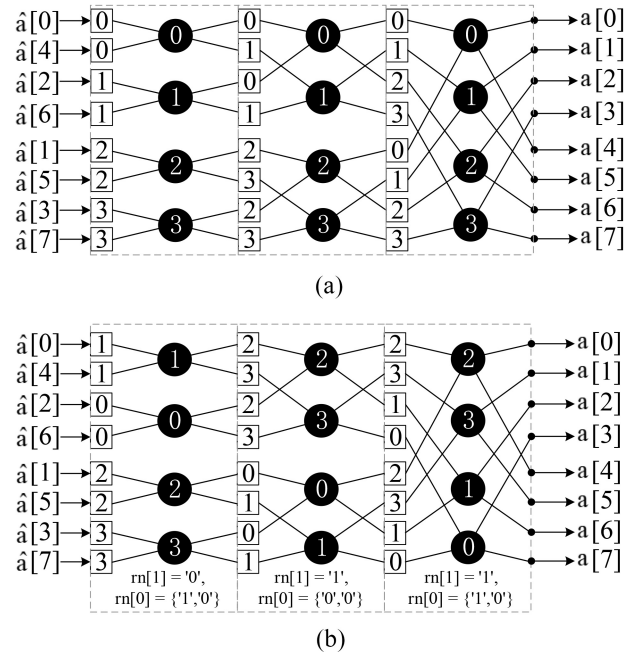 â[0] 0 0 0 0 0 0 a[0]
â[4] 0 1 1 a[1]
â[2] 1 1 0 1 2 1 a[2]
â[6] 1 1 3 a[3]
â[1] 2 2 2 2 0 2 a[4]
â[5] 2 3 1 a[5]
â[3] 3 3 2 3 2 3 a[6]
â[7] 3 3 3 a[7]
(a)
â[0] 1 1 2 2 2 2 a[0]
â[4] 1 3 3 a[1]
â[2] 0 0 2 3 1 3 a[2]
â[6] 0 3 0 a[3]
â[1] 2 2 0 0 2 1 a[4]
â[5] 2 1 3 a[5]
â[3] 3 3 0 1 1 0 a[6]
â[7] 3 1 0 a[7]
rn[1] = '0', rn[1] = '1', rn[1] = '1',
rn[0] = {'1','0'} rn[0] = {'0','0'} rn[0] = {'1','0'}
(b)